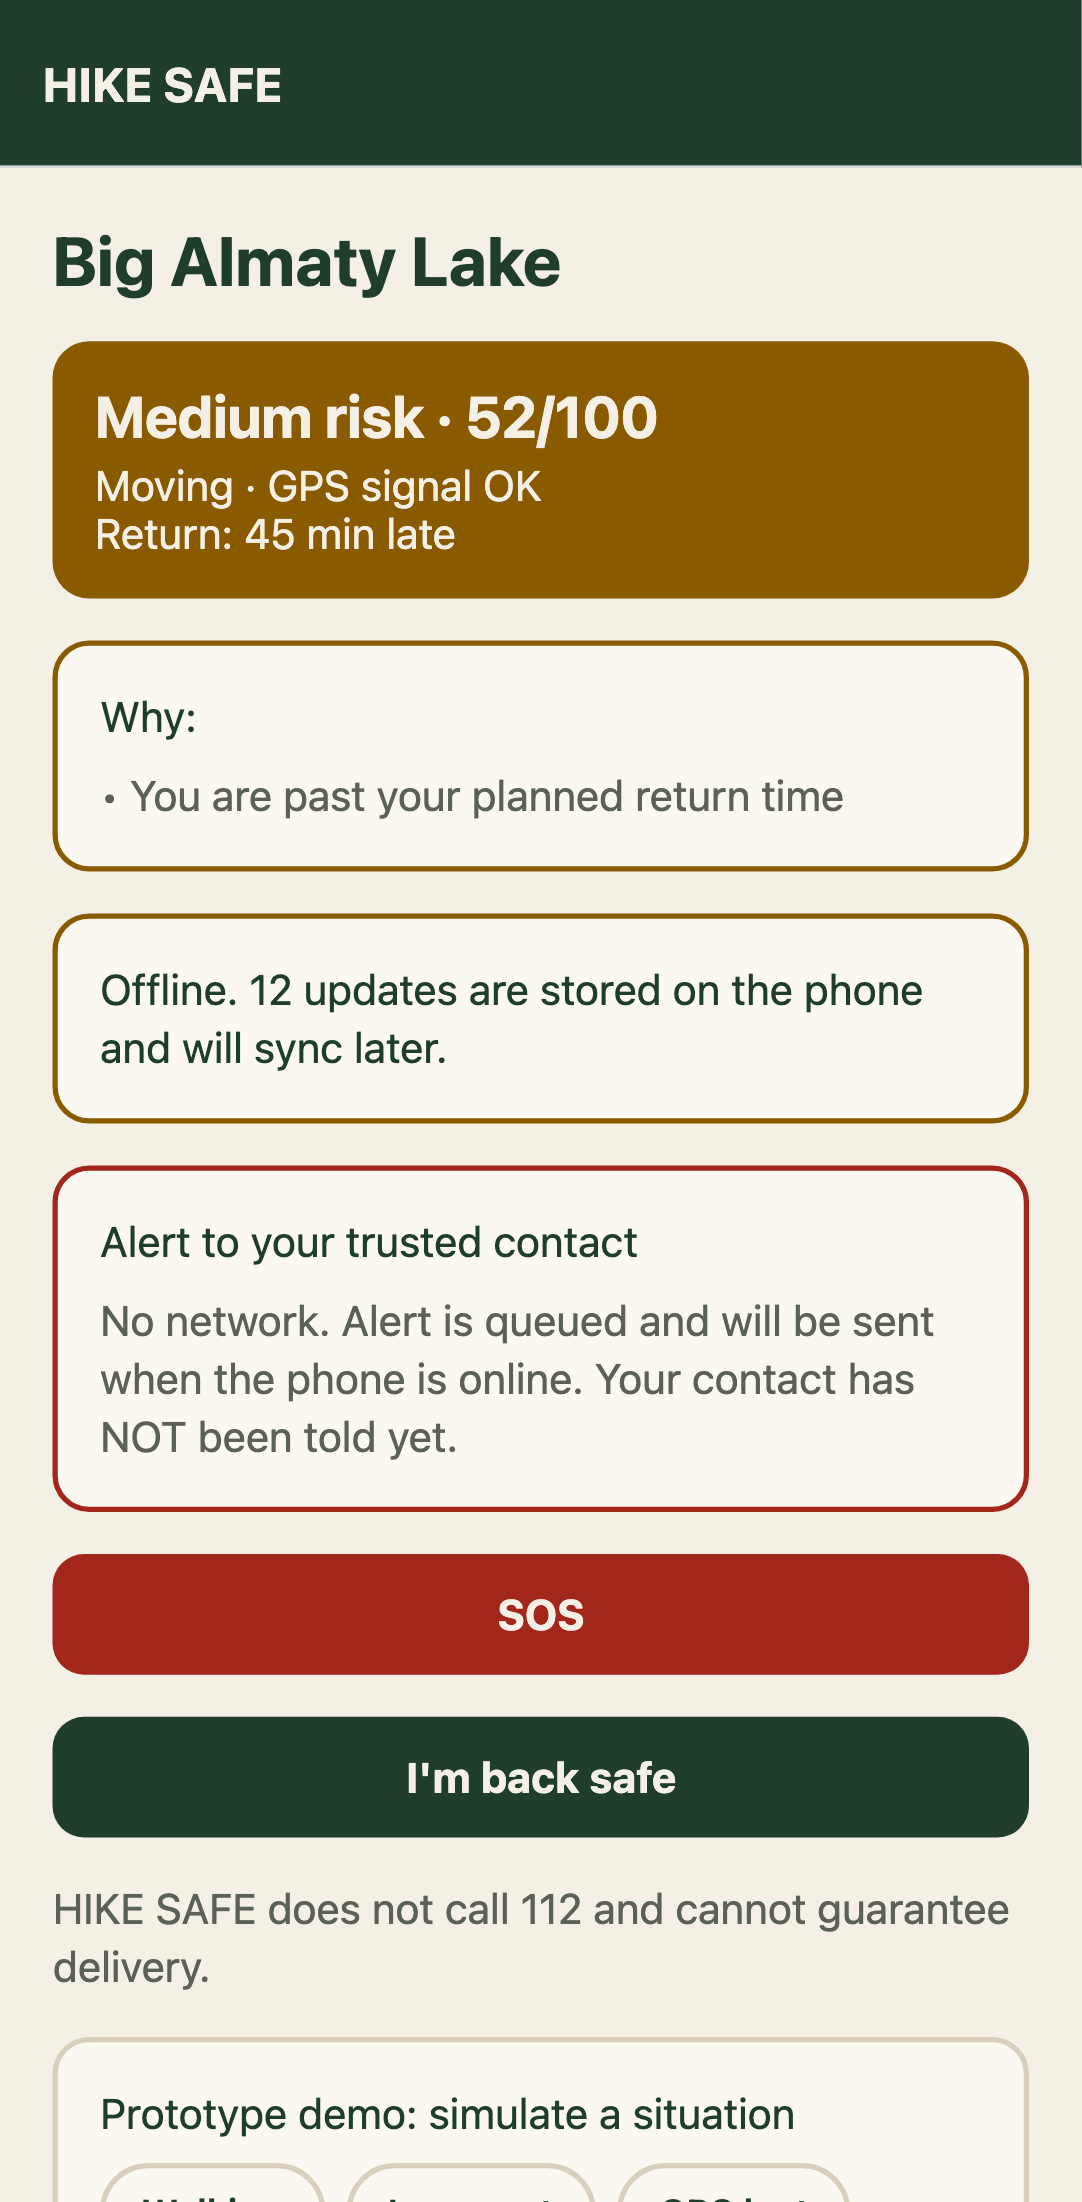 HIKE SAFE
Big Almaty Lake
Medium risk · 52/100
Moving · GPS signal OK
Return: 45 min late
Why:
• You are past your planned return time
Offline. 12 updates are stored on the phone
and will sync later.
Alert to your trusted contact
No network. Alert is queued and will be sent
when the phone is online. Your contact has
NOT been told yet.
SOS
I'm back safe
HIKE SAFE does not call 112 and cannot guarantee
delivery.
Prototype demo: simulate a situation